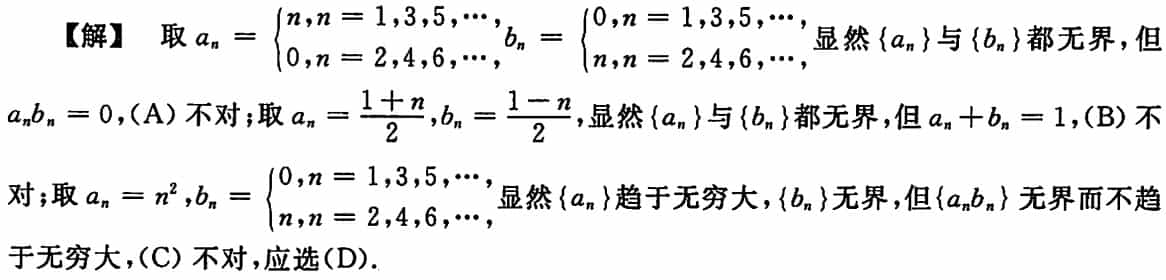 【解】 取 $a_n = \begin{cases} n, n = 1,3,5,\cdots, \\ 0, n = 2,4,6,\cdots, \end{cases}$ $b_n = \begin{cases} 0, n = 1,3,5,\cdots, \\ n, n = 2,4,6,\cdots, \end{cases}$ 显然 $\{a_n\}$ 与 $\{b_n\}$ 都无界,但
$a_n b_n = 0$,(A) 不对;取 $a_n = \frac{1+n}{2}, b_n = \frac{1-n}{2}$,显然 $\{a_n\}$ 与 $\{b_n\}$ 都无界,但 $a_n + b_n = 1$,(B) 不
对;取 $a_n = n^2, b_n = \begin{cases} 0, n = 1,3,5,\cdots, \\ n, n = 2,4,6,\cdots, \end{cases}$ 显然 $\{a_n\}$ 趋于无穷大, $\{b_n\}$ 无界,但 $\{a_n b_n\}$ 无界而不趋
于无穷大,(C) 不对,应选(D).